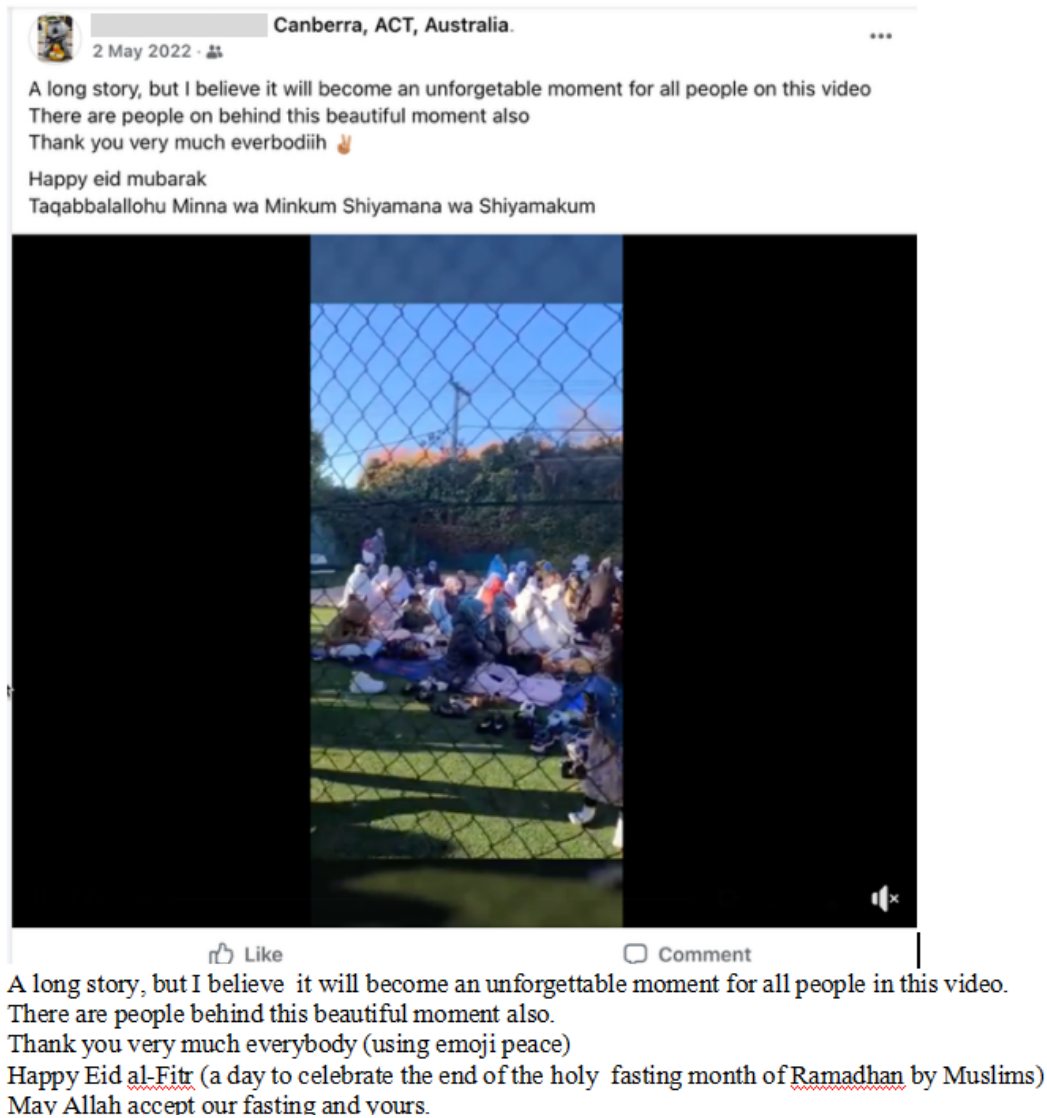 Canberra, ACT, Australia.
2 May 2022 ·
A long story, but I believe it will become an unforgetable moment for all people on this video
There are people on behind this beautiful moment also
Thank you very much everbodiih ✌
Happy eid mubarak
Taqabbalallohu Minna wa Minkum Shiyamana wa Shiyamakum
Like
Comment
A long story, but I believe it will become an unforgettable moment for all people in this video.
There are people behind this beautiful moment also.
Thank you very much everybody (using emoji peace)
Happy Eid al-Fitr (a day to celebrate the end of the holy fasting month of Ramadhan by Muslims)
May Allah accept our fasting and yours.